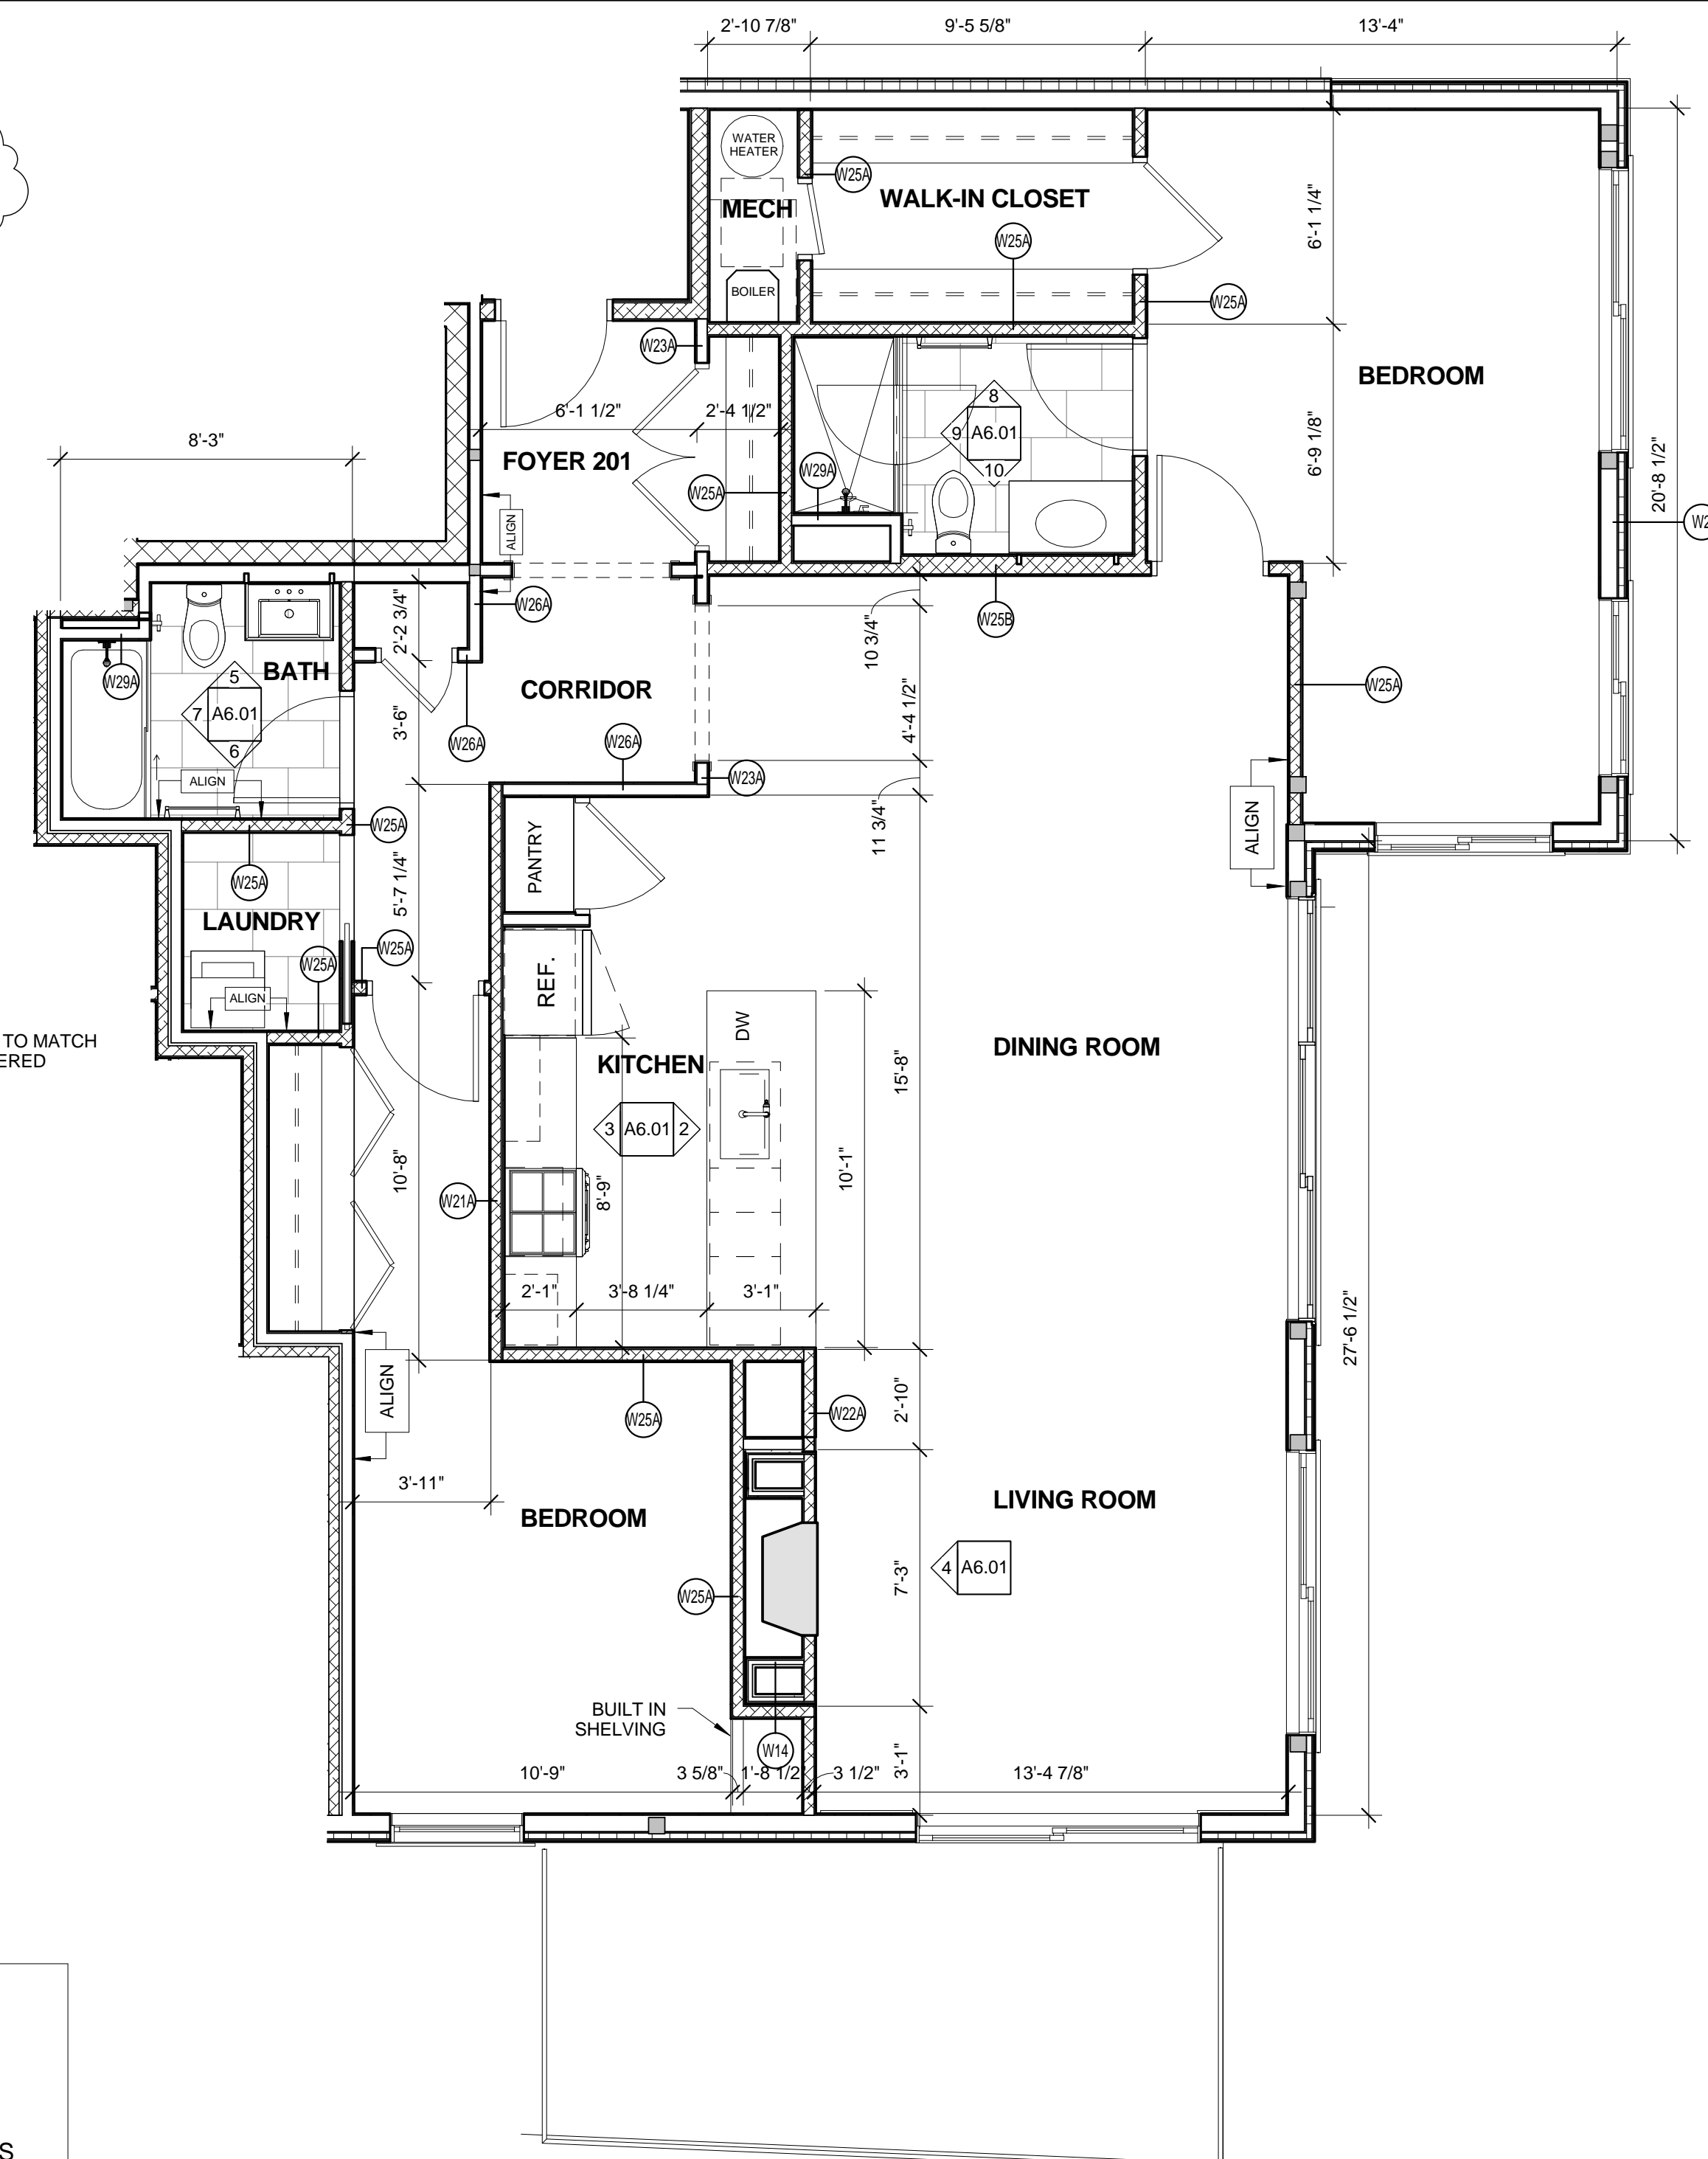 2'-10 7/8"
9'-5 5/8"
13'-4"
WATER
HEATER
W25A
MECH
WALK-IN CLOSET
6'-1 1/4"
W25A
BOILER
W25A
W23A
BEDROOM
6'-1 1/2"
2'-4 1/2"
8
9 A6.01
10
6'-9 1/8"
8'-3"
FOYER 201
W29A
W25A
20'-8 1/2"
ALIGN
W26A
W25B
2'-2 3/4"
10 3/4"
BATH
W29A
5
7 A6.01
6
CORRIDOR
W25A
4'-4 1/2"
3'-6"
W26A
W26A
W23A
ALIGN
11 3/4"
ALIGN
W25A
PANTRY
W25A
5'-7 1/4"
LAUNDRY
W25A
W25A
REF.
ALIGN
DW
TO MATCH
ERED
KITCHEN
DINING ROOM
15'-8"
3 A6.01 2
10'-8"
10'-1"
W21A
8'-9"
2'-1"
3'-8 1/4"
3'-1"
27'-6 1/2"
ALIGN
W25A
W22A
2'-10"
3'-11"
BEDROOM
LIVING ROOM
4 A6.01
7'-3"
W25A
BUILT IN
SHELVING
W14
3'-1"
10'-9"
3 5/8"
1'-8 1/2"
3 1/2"
13'-4 7/8"
S